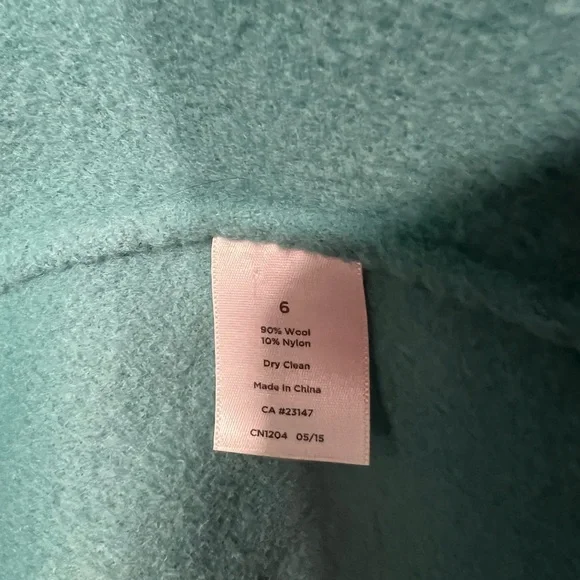 6
90% Wool
10% Nylon
Dry Clean
Made in China
CA #23147
CN1204 05/15